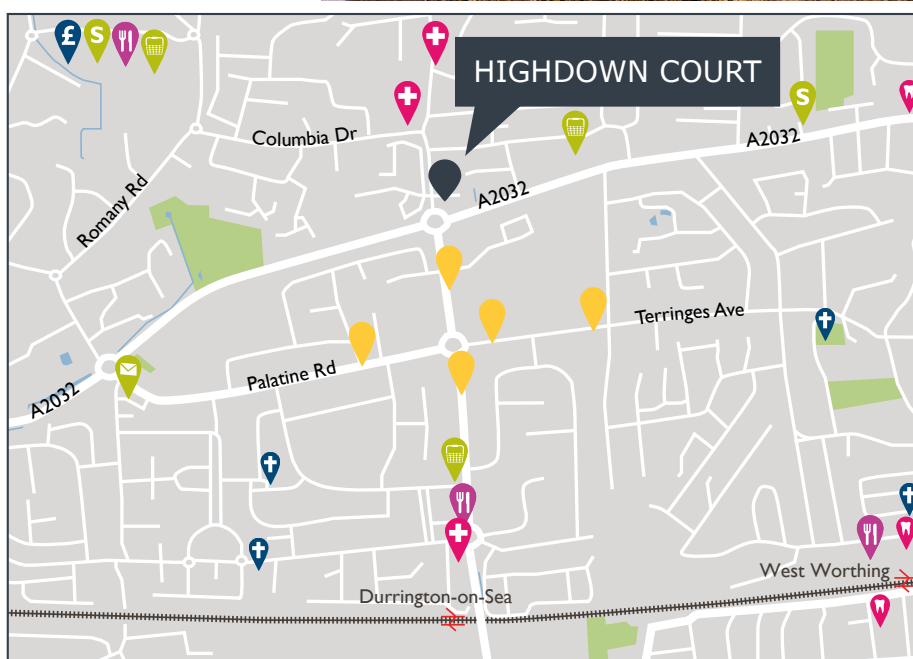 £
S
HIGHDOWN COURT
S
Columbia Dr
A2032
A2032
Romany Rd
Terringes Ave
Palatine Rd
A2032
West Worthing
Durrington-on-Sea